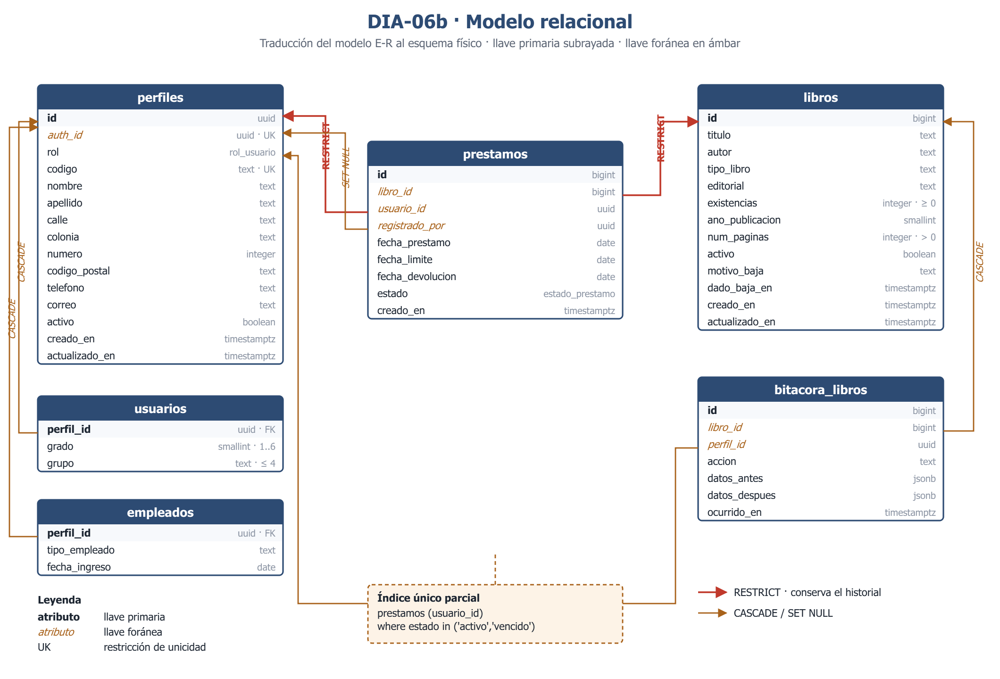 DIA-06b · Modelo relacional
Traducción del modelo E-R al esquema físico · llave primaria subrayada · llave foránea en ámbar
perfiles
id uuid
auth_id uuid · UK
rol rol_usuario
codigo text · UK
nombre text
apellido text
calle text
colonia text
numero integer
codigo_postal text
telefono text
correo text
activo boolean
creado_en timestamptz
actualizado_en timestamptz
CASCADE
CASCADE
usuarios
perfil_id uuid · FK
grado smallint · 1..6
grupo text · ≤ 4
empleados
perfil_id uuid · FK
tipo_empleado text
fecha_ingreso date
RESTRICT
SET NULL
prestamos
id bigint
libro_id bigint
usuario_id uuid
registrado_por uuid
fecha_prestamo date
fecha_limite date
fecha_devolucion date
estado estado_prestamo
creado_en timestamptz
RESTRICT
libros
id bigint
titulo text
autor text
tipo_libro text
editorial text
existencias integer · ≥ 0
ano_publicacion smallint
num_paginas integer · > 0
activo boolean
motivo_baja text
dado_baja_en timestamptz
creado_en timestamptz
actualizado_en timestamptz
CASCADE
bitacora_libros
id bigint
libro_id bigint
perfil_id uuid
accion text
datos_antes jsonb
datos_despues jsonb
ocurrido_en timestamptz
Leyenda
atributo llave primaria
atributo llave foránea
UK restricción de unicidad
Índice único parcial
prestamos (usuario_id)
where estado in ('activo','vencido')
RESTRICT · conserva el historial
CASCADE / SET NULL